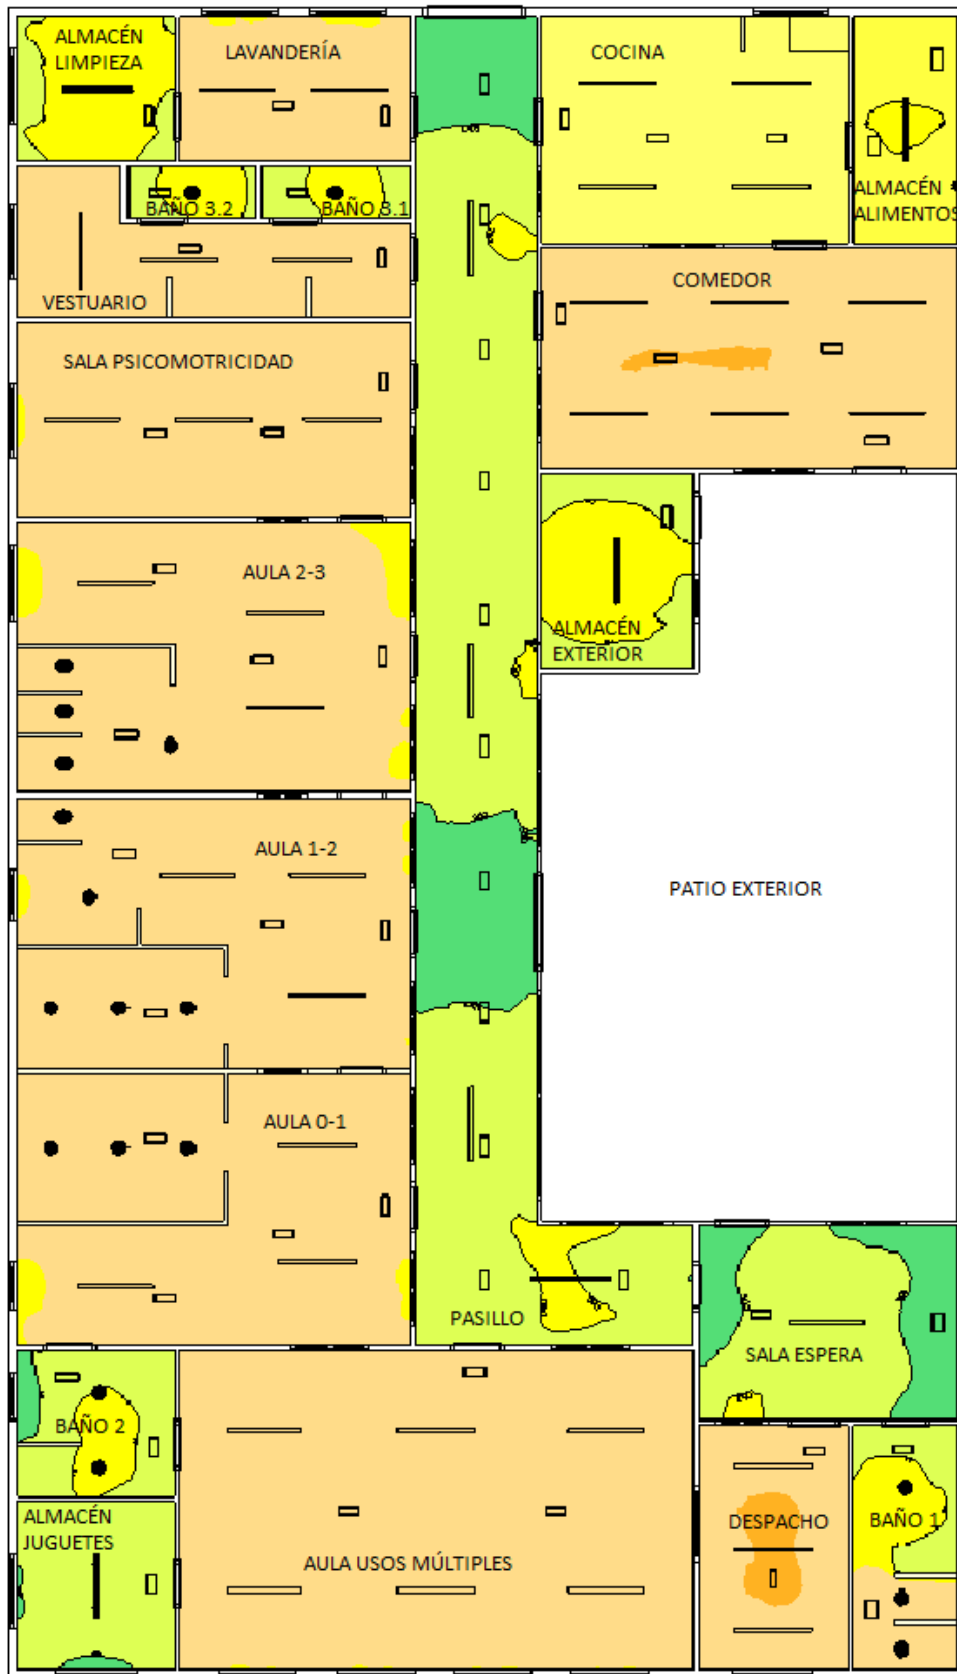 ALMACÉN
LIMPIEZA
LAVANDERÍA
COCINA
ALMACÉN
ALIMENTOS
BAÑO 3.2
BAÑO 3.1
VESTUARIO
COMEDOR
SALA PSICOMOTRICIDAD
AULA 2-3
ALMACÉN
EXTERIOR
AULA 1-2
PATIO EXTERIOR
AULA 0-1
PASILLO
SALA ESPERA
BAÑO 2
ALMACÉN
JUGUETES
AULA USOS MÚLTIPLES
DESPACHO
BAÑO 1